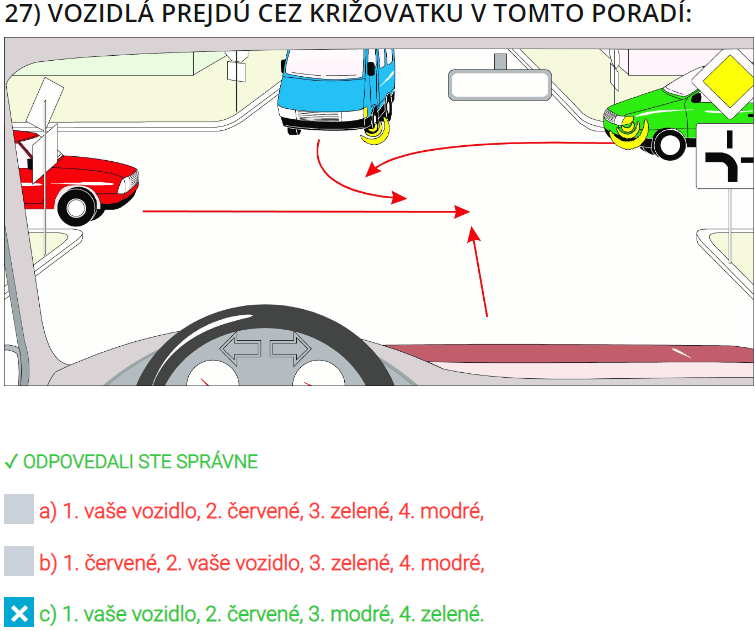 27) VOZIDLÁ PREJDÚ CEZ KRIŽOVATKU V TOMTO PORADÍ:
✓ ODPOVEDALI STE SPRÁVNE
a) 1. vaše vozidlo, 2. červené, 3. zelené, 4. modré,
b) 1. červené, 2. vaše vozidlo, 3. zelené, 4. modré,
c) 1. vaše vozidlo, 2. červené, 3. modré, 4. zelené.